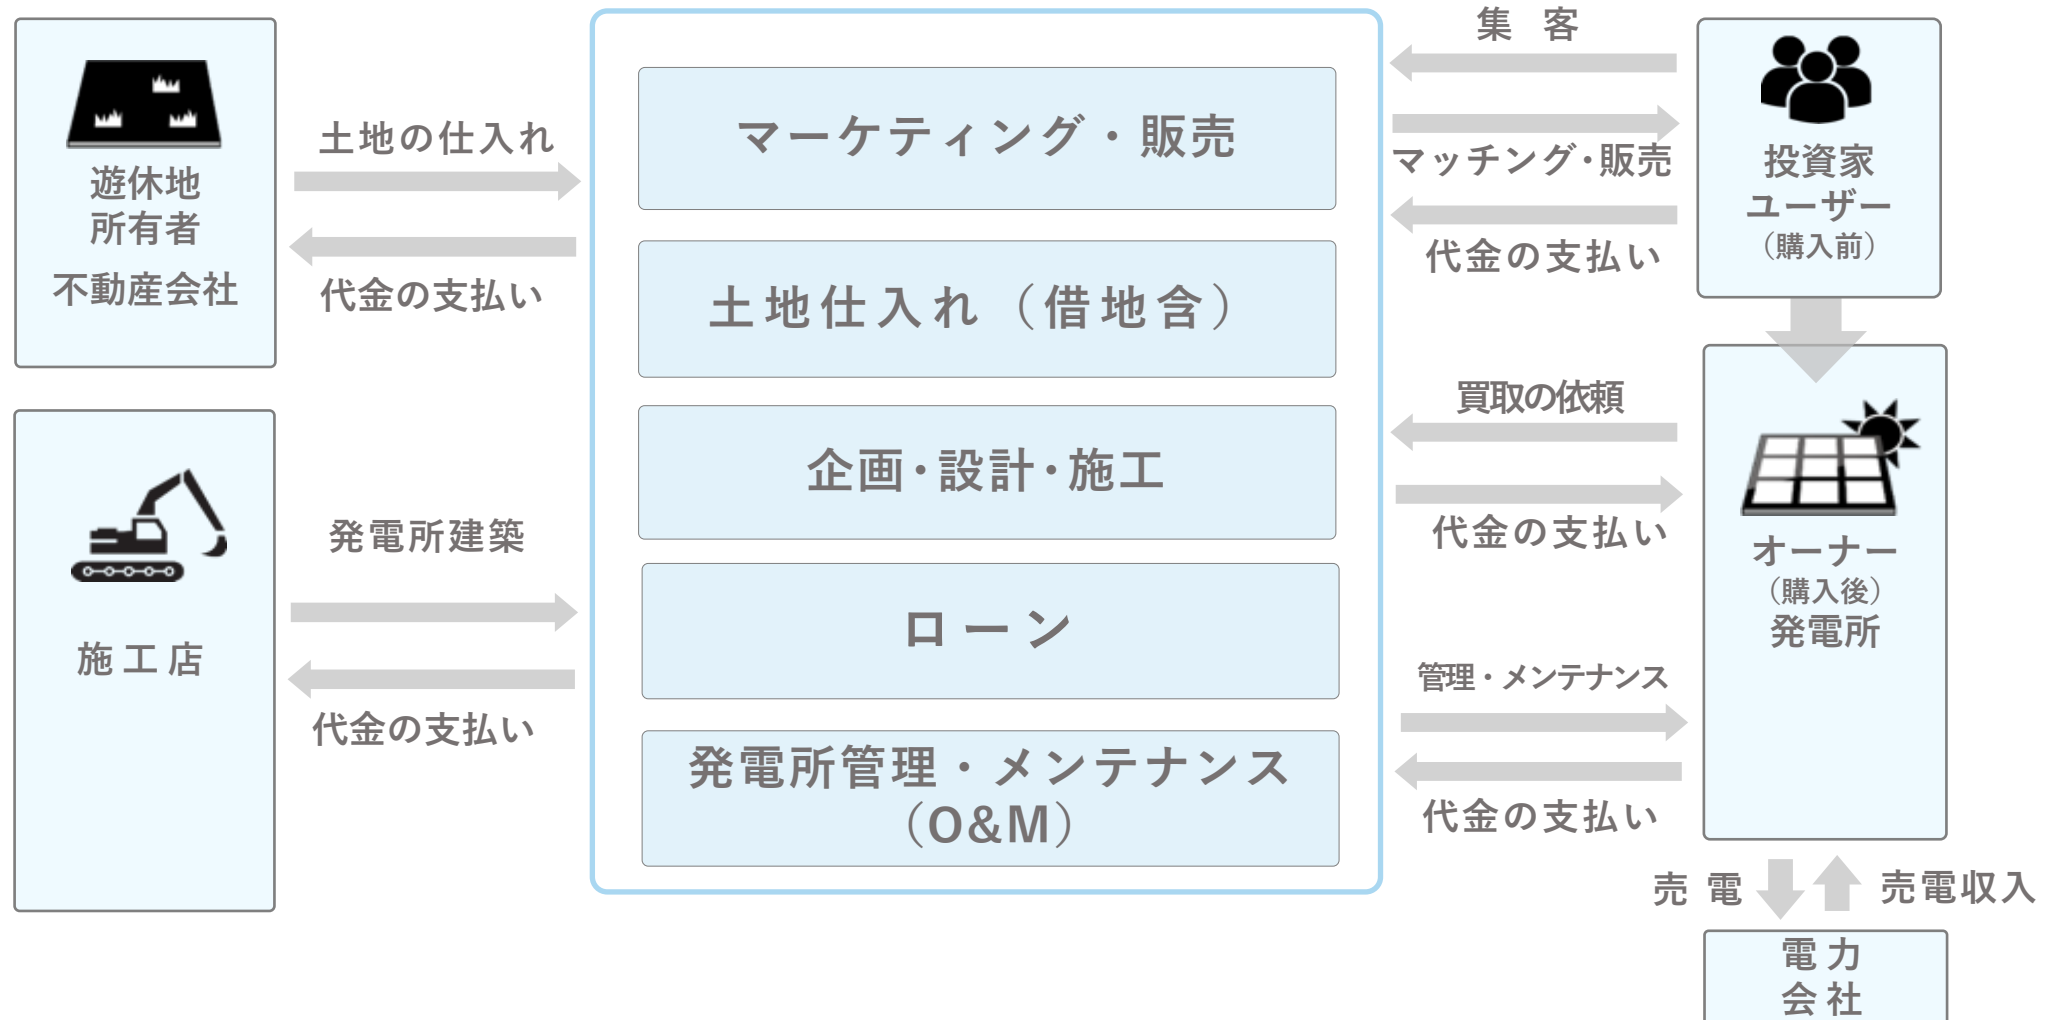 遊休地
所有者
不動産会社
施工店
土地の仕入れ
代金の支払い
発電所建築
代金の支払い
マーケティング・販売
土地仕入れ（借地含）
企画・設計・施工
ローン
発電所管理・メンテナンス
（O&M）
集 客
マッチング・販売
代金の支払い
買取の依頼
代金の支払い
管理・メンテナンス
代金の支払い
投資家
ユーザー
（購入前）
オーナー
（購入後）
発電所
売 電
売電収入
電力
会社